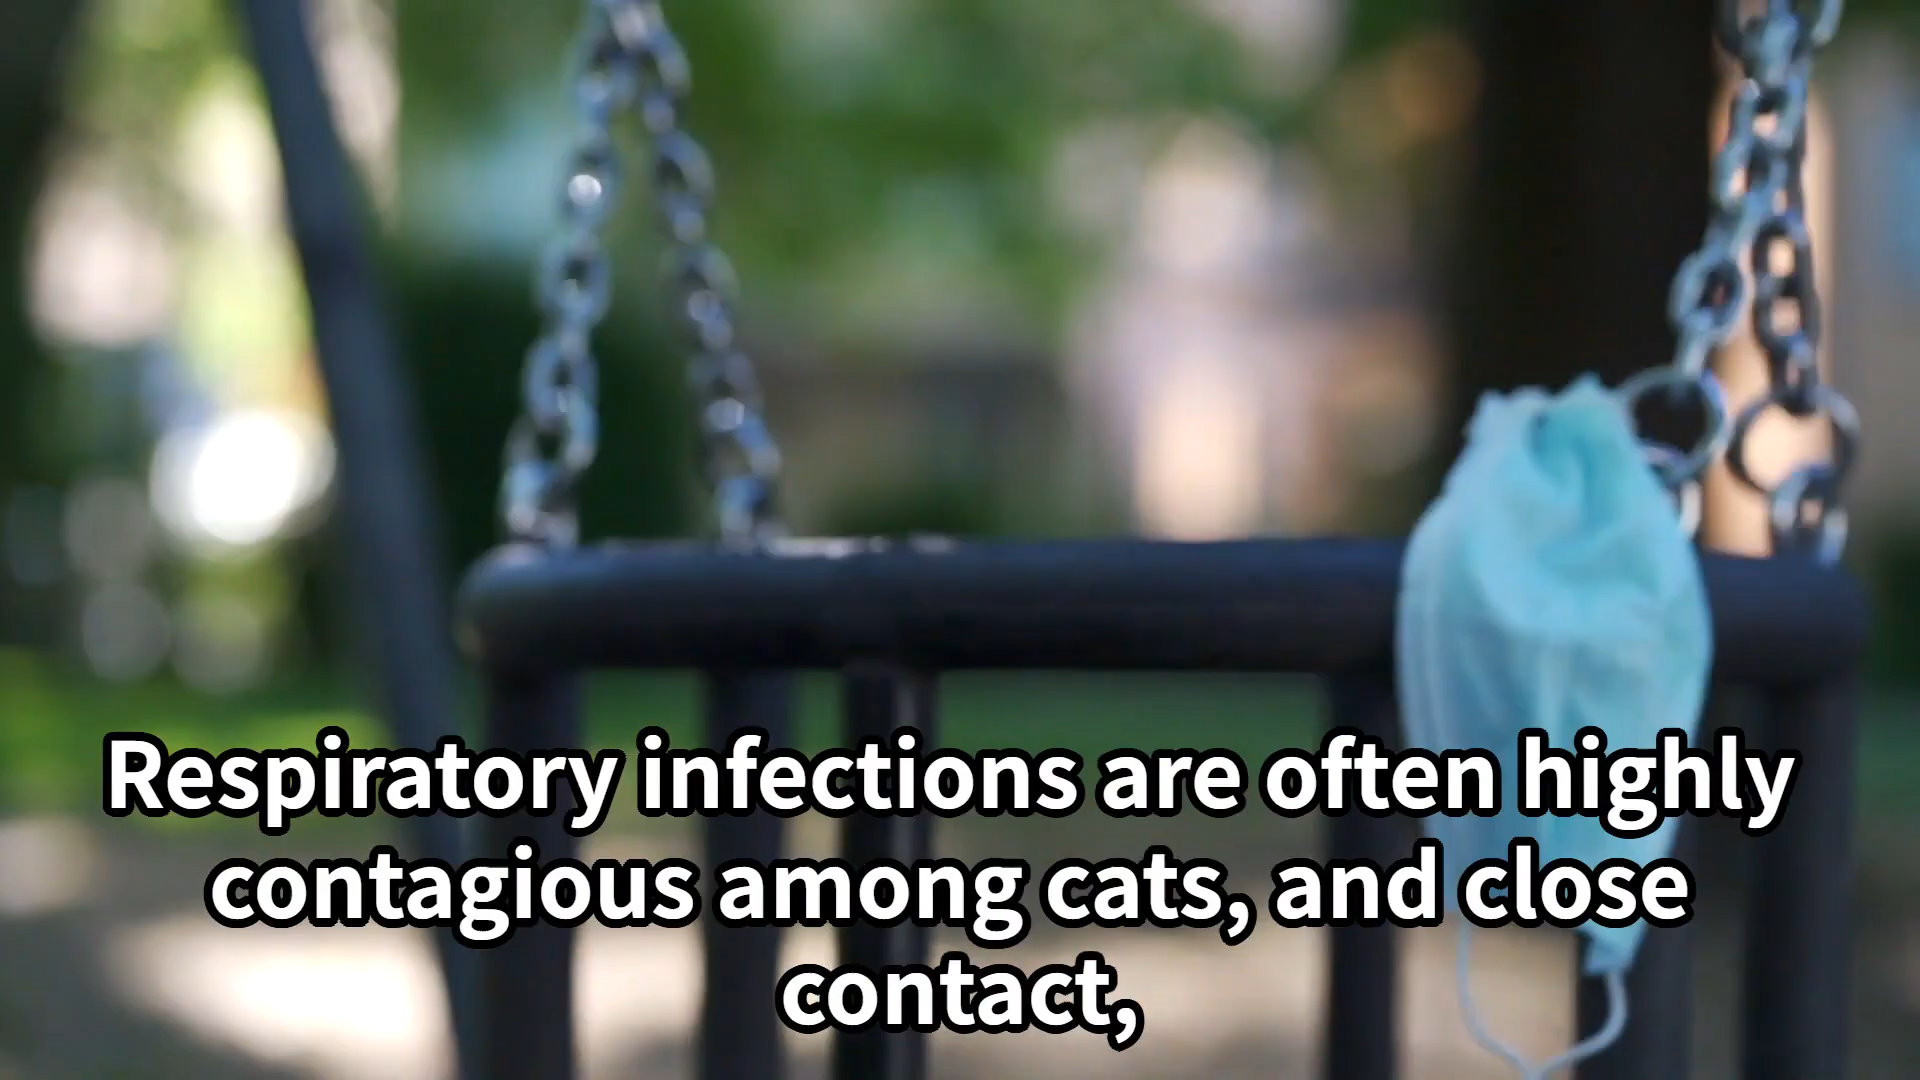 Respiratory infections are often highly
contagious among cats, and close
contact,